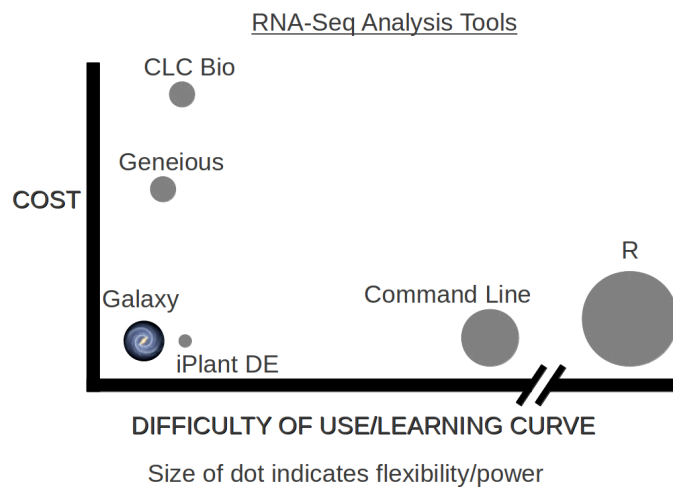 RNA-Seq Analysis Tools
CLC Bio
Geneious
COST
R
Command Line
Galaxy
iPlant DE
DIFFICULTY OF USE/LEARNING CURVE
Size of dot indicates flexibility/power